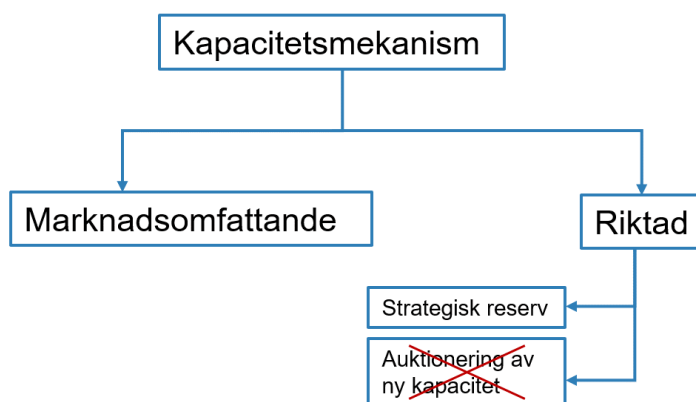 Kapacitetsmekanism
Marknadsomfattande
Riktad
Strategisk reserv
Auktionering av
ny kapacitet